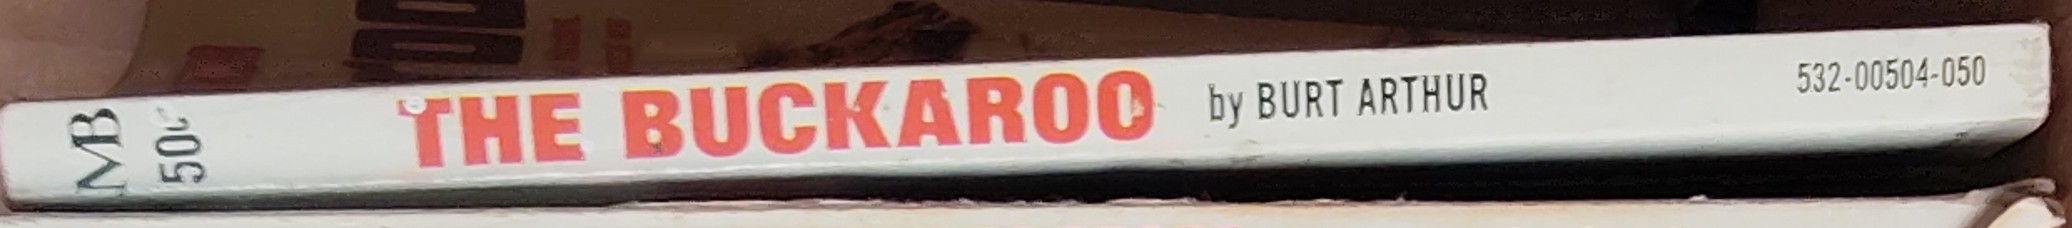 MB
50¢
THE BUCKAROO by BURT ARTHUR 532-00504-050